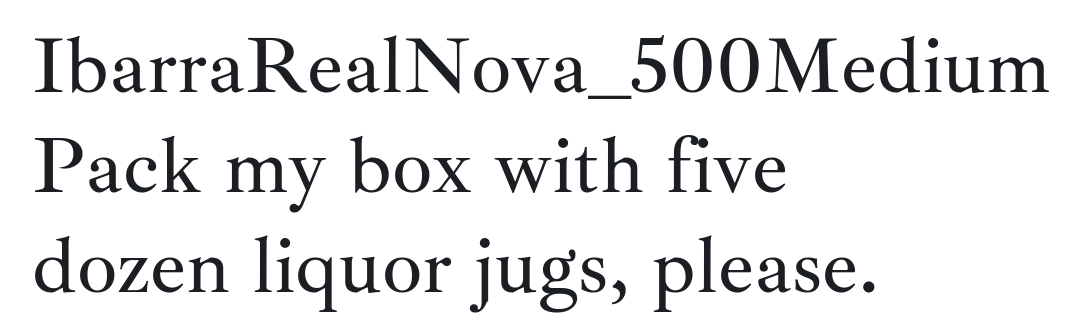 IbarraRealNova_500Medium
Pack my box with five
dozen liquor jugs, please.